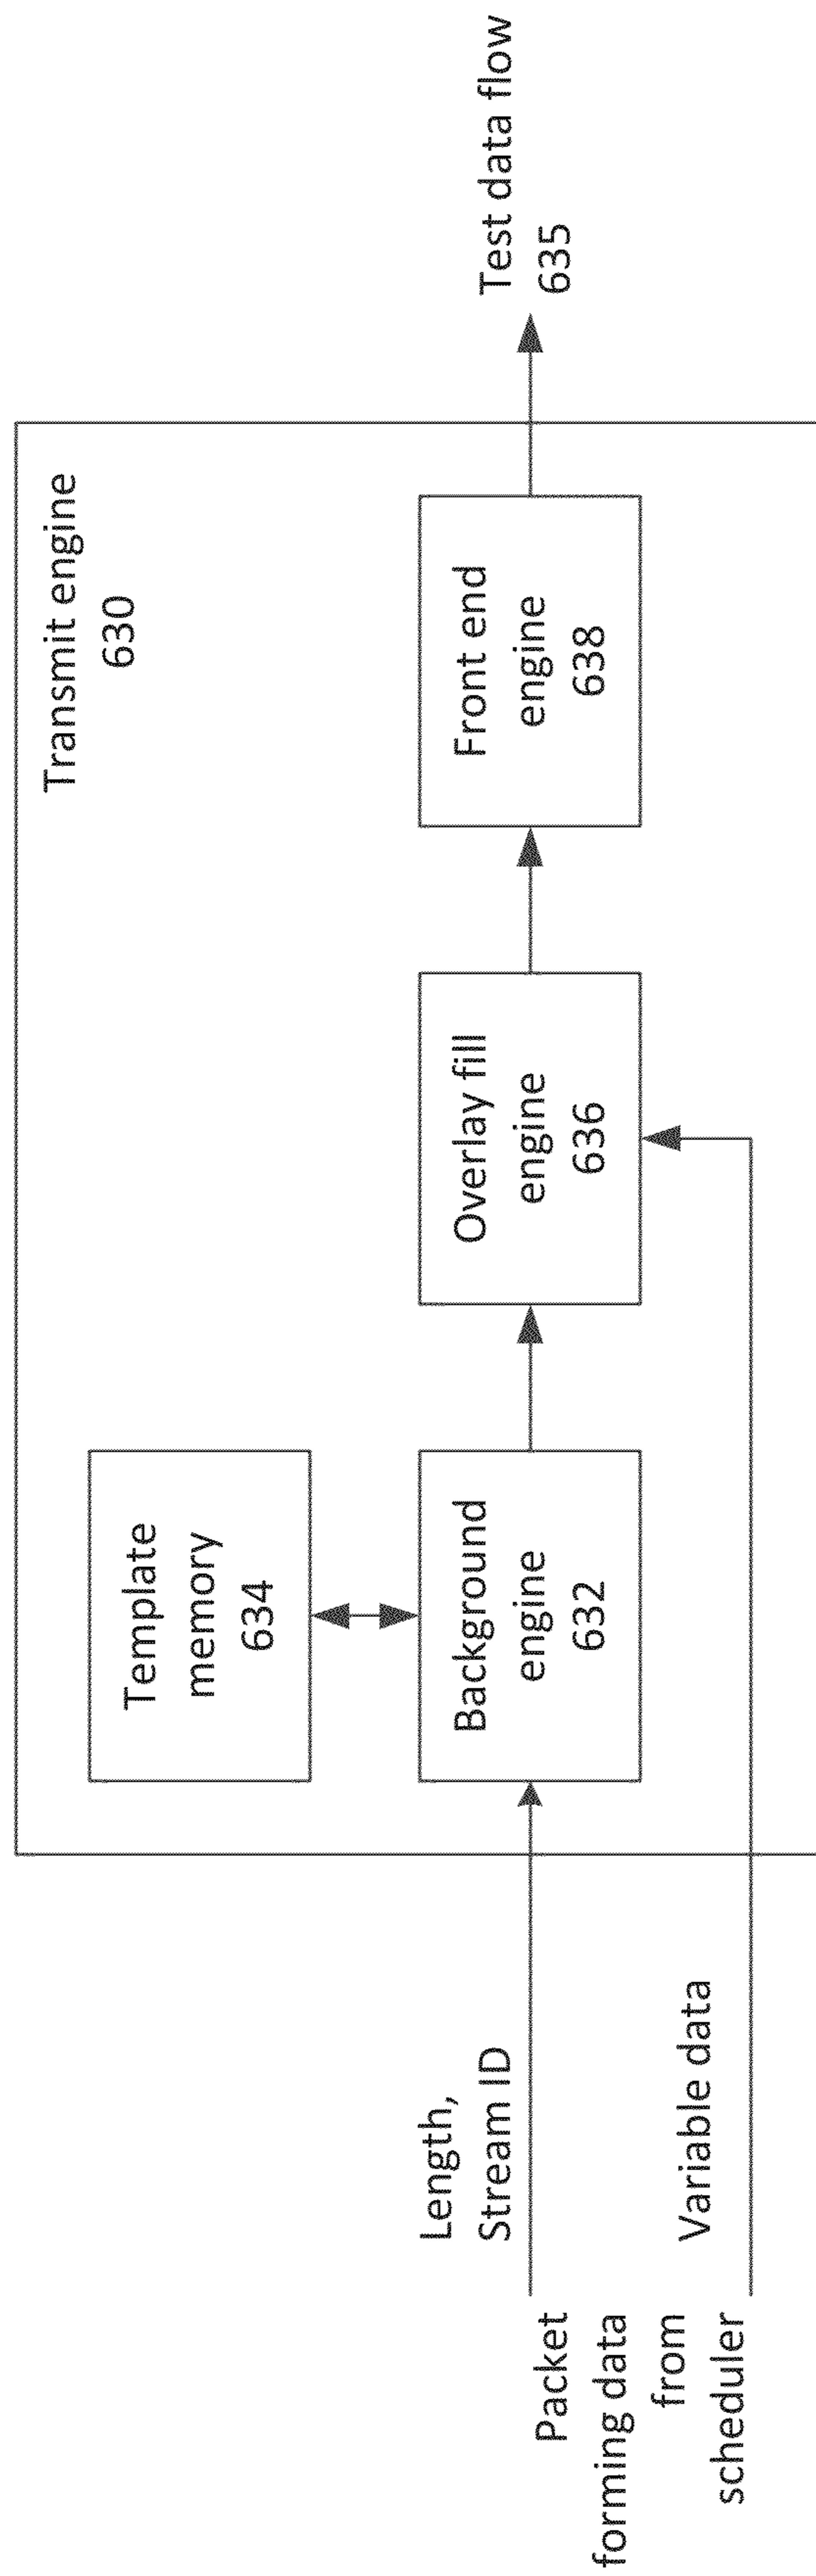 Transmit engine
630
Template
memory
634
Length,
Stream ID
Background
engine
632
Overlay fill
engine
636
Front end
engine
638
Test data flow
635
Packet
forming data
from
scheduler
Variable data